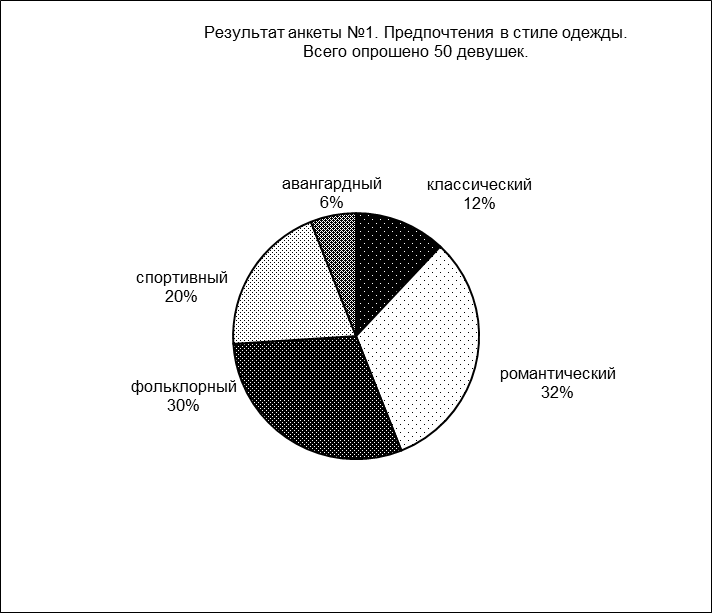 Результат анкеты №1. Предпочтения в стиле одежды.
Всего опрошено 50 девушек.
авангардный
6%
классический
12%
спортивный
20%
романтический
32%
фольклорный
30%